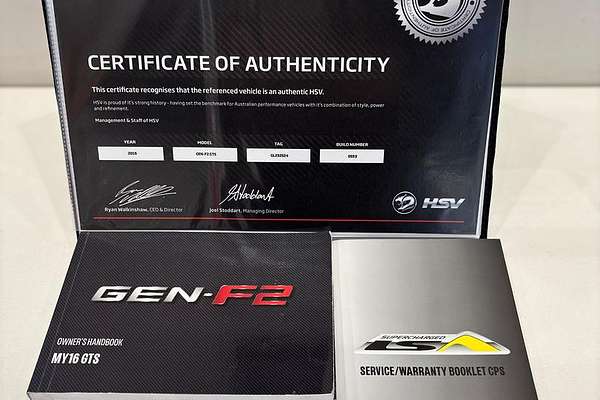 CERTIFICATE OF AUTHENTICITY
This certificate recognises that the referenced vehicle is an authentic HSV.
HSV is proud of it's strong history - having set the benchmark for Australian performance vehicles with it's combination of style, power
and refinement.
Management & Staff of HSV
YEAR MODEL TAG BUILD NUMBER
GEN-F2 GTS
Ryan Walkinshaw, CEO & Director
Joel Stoddart, Managing Director
HSV
GEN-F2
OWNER'S HANDBOOK
MY16 GTS
SUPERCHARGED
LSA
SERVICE/WARRANTY BOOKLET CPS